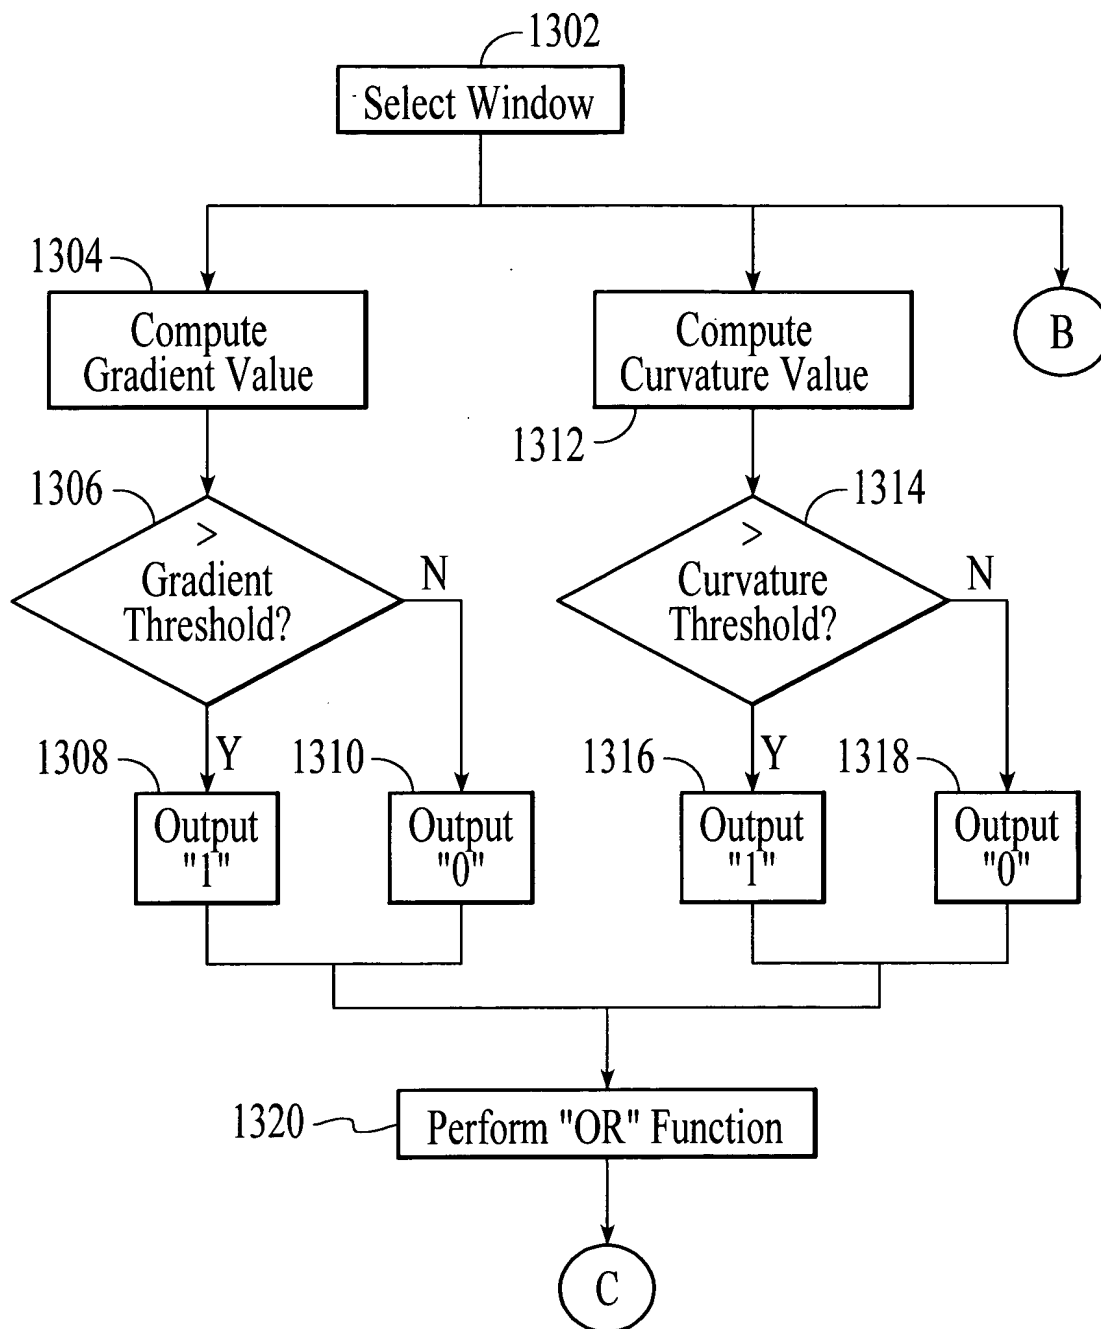 1302
Select Window
1304
Compute
Gradient Value
Compute
Curvature Value
B
1312
1306
>
Gradient
Threshold?
N
1314
>
Curvature
Threshold?
N
1308
Y
1310
1316
Y
1318
Output
"1"
Output
"0"
Output
"1"
Output
"0"
1320
Perform "OR" Function
C